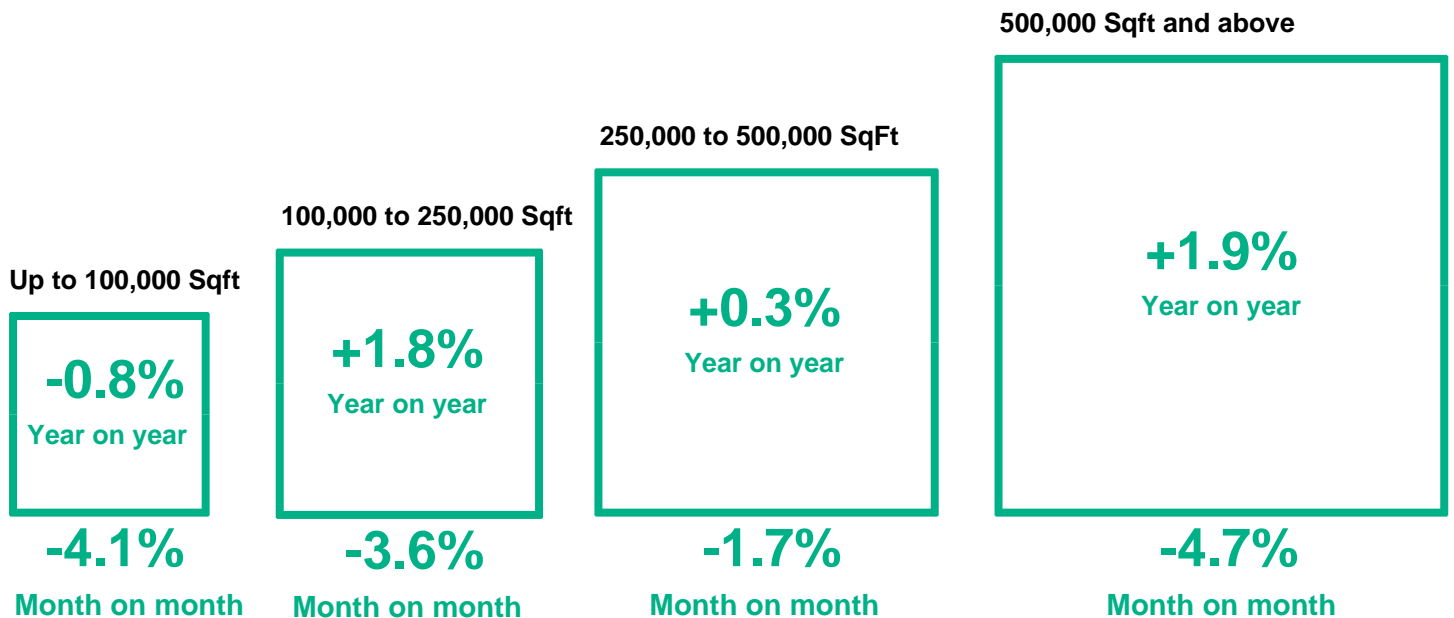 Up to 100,000 Sqft
-0.8%
Year on year
-4.1%
Month on month
100,000 to 250,000 Sqft
+1.8%
Year on year
-3.6%
Month on month
250,000 to 500,000 SqFt
+0.3%
Year on year
-1.7%
Month on month
500,000 Sqft and above
+1.9%
Year on year
-4.7%
Month on month